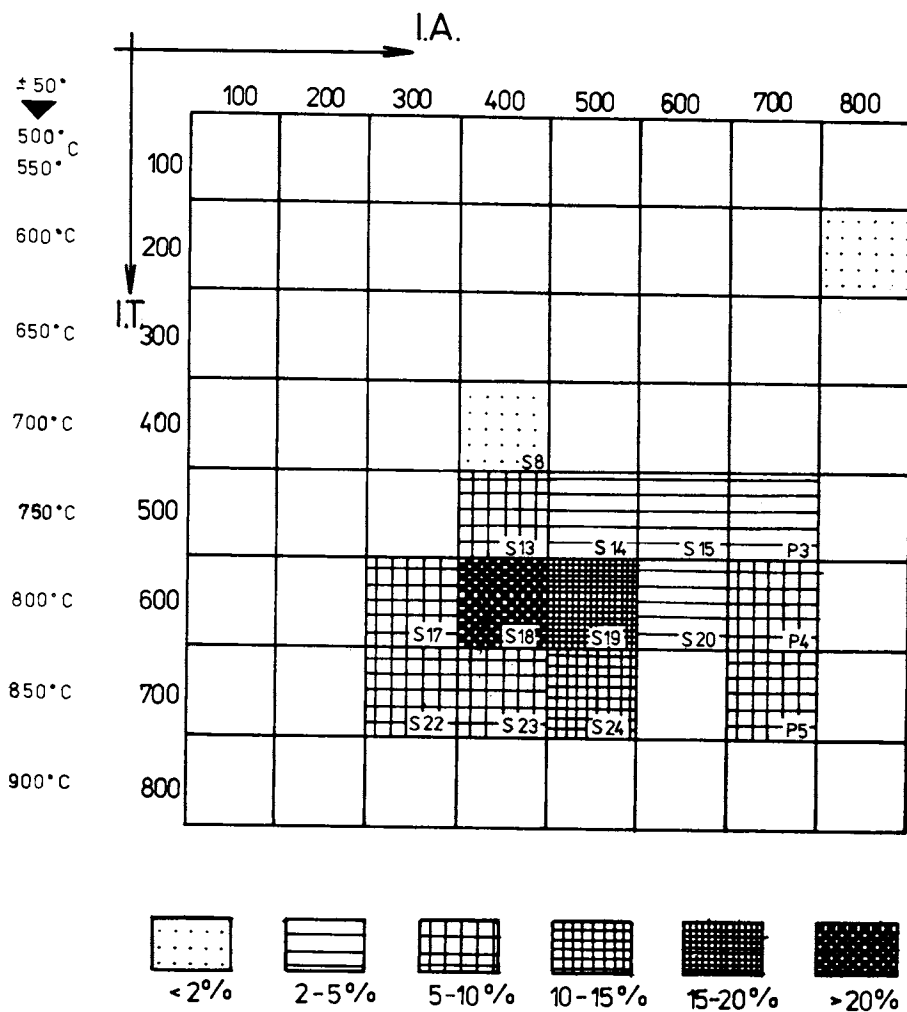 I.A.
± 50°
100 200 300 400 500 600 700 800
500°C
550°
100
600°C
200
I.T.
650°C
300
700°C
400
S8
750°C
500
S13 S14 S15 P3
800°C
600
S17 S18 S19 S20 P4
850°C
700
S22 S23 S24 P5
900°C
800
<2% 2-5% 5-10% 10-15% 15-20% >20%